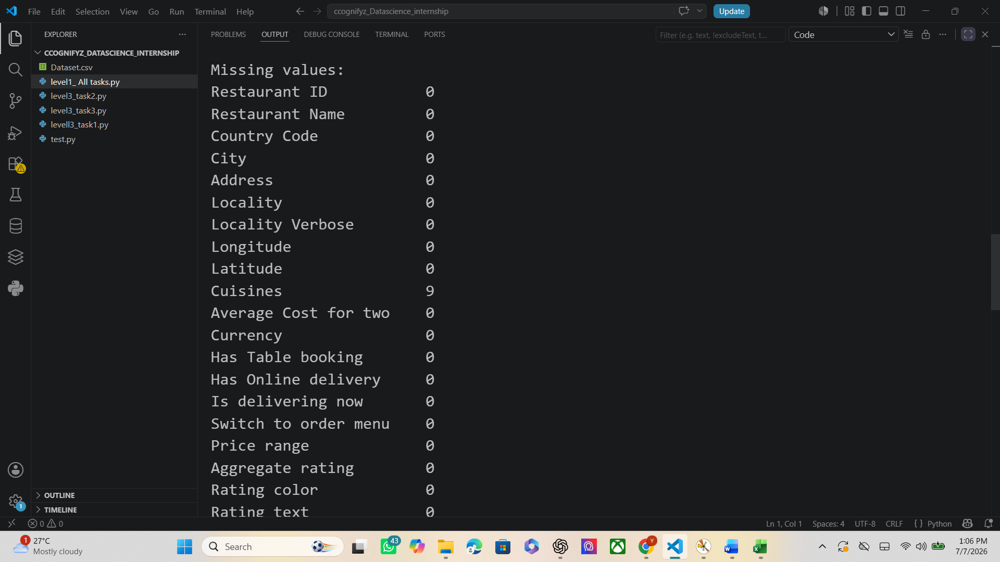 File Edit Selection View Go Run Terminal Help
ccognifyz_Datascience_internship
Update
EXPLORER
CCOGNIFYZ_DATASCIENCE_INTERNSHIP
Dataset.csv
level1_ All tasks.py
level3_task2.py
level3_task3.py
levell3_task1.py
test.py
OUTLINE
TIMELINE
1
PROBLEMS OUTPUT DEBUG CONSOLE TERMINAL PORTS
Filter (e.g. text, !excludeText, t...
Code
Missing values:
Restaurant ID 0
Restaurant Name 0
Country Code 0
City 0
Address 0
Locality 0
Locality Verbose 0
Longitude 0
Latitude 0
Cuisines 9
Average Cost for two 0
Currency 0
Has Table booking 0
Has Online delivery 0
Is delivering now 0
Switch to order menu 0
Price range 0
Aggregate rating 0
Rating color 0
Rating text 0
0 0
Ln 1, Col 1 Spaces: 4 UTF-8 CRLF { } Python
1
27°C
Mostly cloudy
Search
43
Y
1:06 PM
7/7/2026